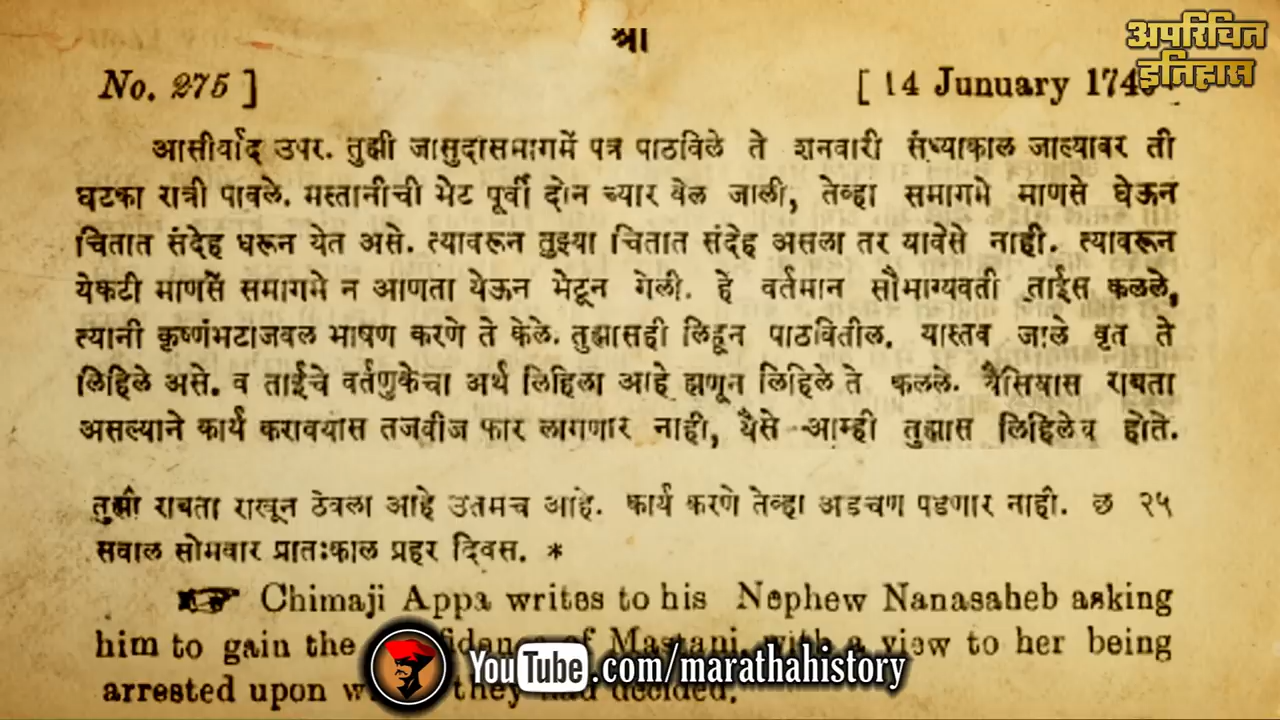 श्री
अपरिचित
इतिहास
No. 275 ]
[ 14 Junuary 1740
आसीर्वाद उपर. तुह्मी जासुदासमागमें पत्र पाठविले ते शनवारी संध्याकाल जाल्यावर ती
घटका रात्री पावले. मस्तानीची भेट पूर्वी दोन च्यार वेल जाली, तेव्हा समागमे माणसे घेऊन
चितात संदेह धरून येत असे. त्यावरून तुझ्या चितात संदेह असला तर यावेसे नाही. त्यावरून
येकटी माणसें समागमे न आणता येऊन भेटून गेली. हे वर्तमान सौभाग्यवती ताईस कलले,
त्यानी कृष्णंभटाजवल भाषण करणे ते केले. तुह्मासही लिहून पाठवितील. यास्तव जाले वृत ते
लिहिले असे. व ताईचे वर्तणुकेचा अर्थ लिहिला आहे ह्मणून लिहिले ते कलले. यैसियास राबता
असल्याने कार्य करावयास तजवीज फार लागणार नाही, यैसे आम्ही तुह्मास लिहिलेच होते.
तुह्मी राबता राखून ठेवला आहे उतमच आहे. कार्य करणे तेव्हा अडचण पडणार नाही. छ २५
सवाल सोमवार प्रातःकाल प्रहर दिवस. *
☛ Chimaji Appa writes to his Nephew Nanasaheb asking
him to gain the of Mastani, with a view to her being
arrested upon they had decided.
YouTube.com/marathahistory